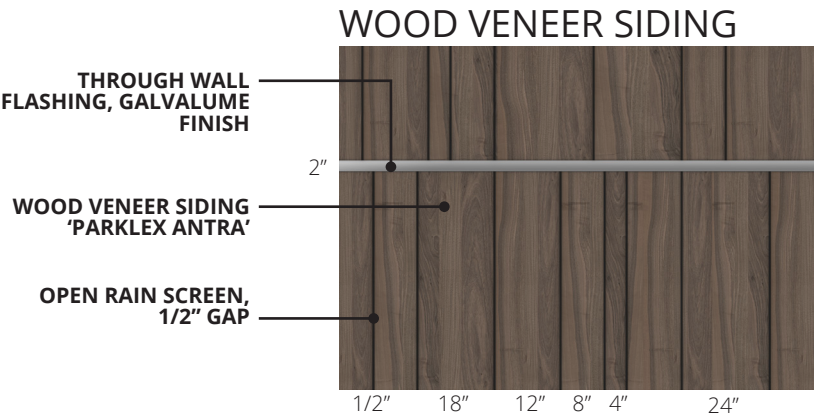 WOOD VENEER SIDING
THROUGH WALL
FLASHING, GALVALUME
FINISH
2”
WOOD VENEER SIDING
‘PARKLEX ANTRA’
OPEN RAIN SCREEN,
1/2” GAP
1/2” 18” 12” 8” 4” 24”